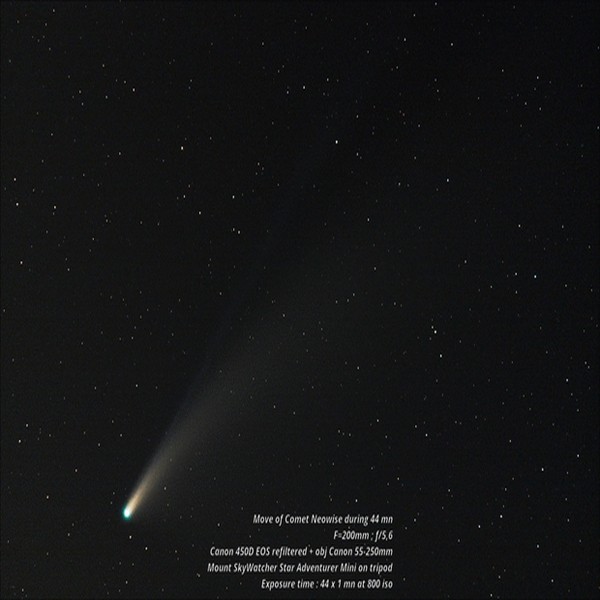 Move of Comet Neowise during 44 mn
F=200mm ; f/5,6
Canon 450D EOS refiltered + obj Canon 55-250mm
Mount SkyWatcher Star Adventurer Mini on tripod
Exposure time : 44 x 1 mn at 800 iso